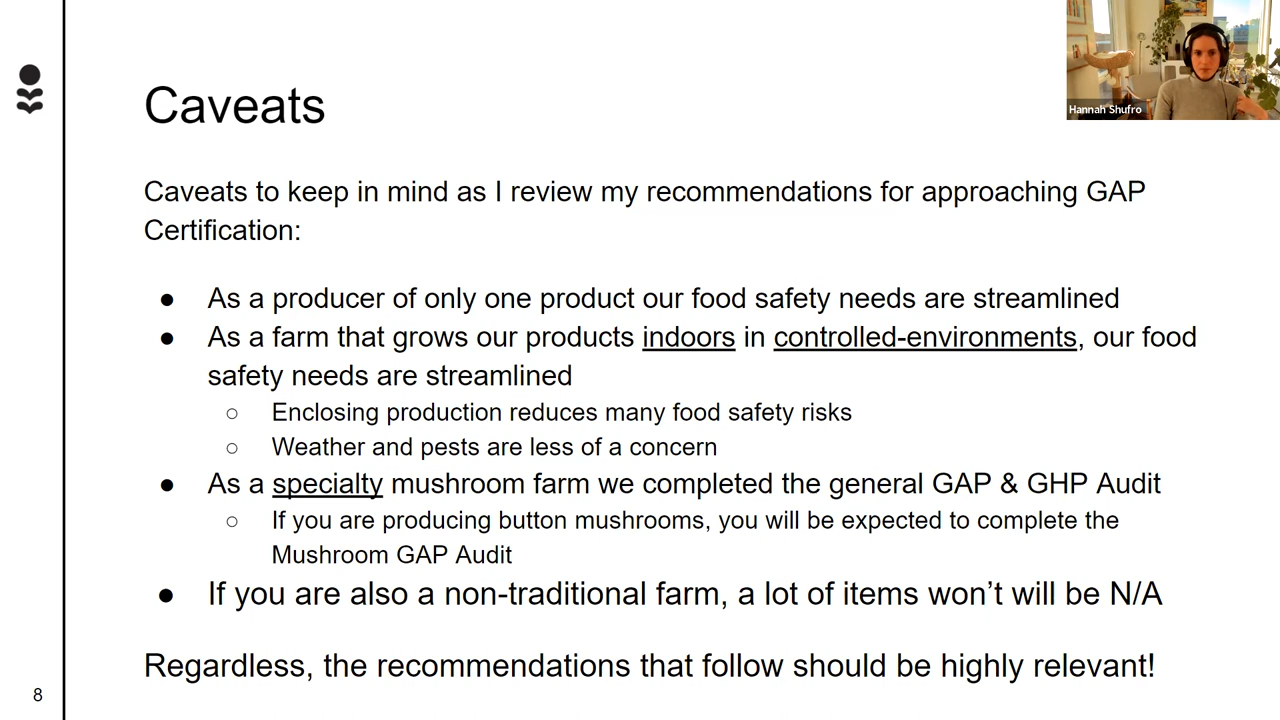 Hannah Shufro
Caveats
Caveats to keep in mind as I review my recommendations for approaching GAP
Certification:
● As a producer of only one product our food safety needs are streamlined
● As a farm that grows our products indoors in controlled-environments, our food
safety needs are streamlined
○ Enclosing production reduces many food safety risks
○ Weather and pests are less of a concern
● As a specialty mushroom farm we completed the general GAP & GHP Audit
○ If you are producing button mushrooms, you will be expected to complete the
Mushroom GAP Audit
● If you are also a non-traditional farm, a lot of items won’t will be N/A
Regardless, the recommendations that follow should be highly relevant!
8